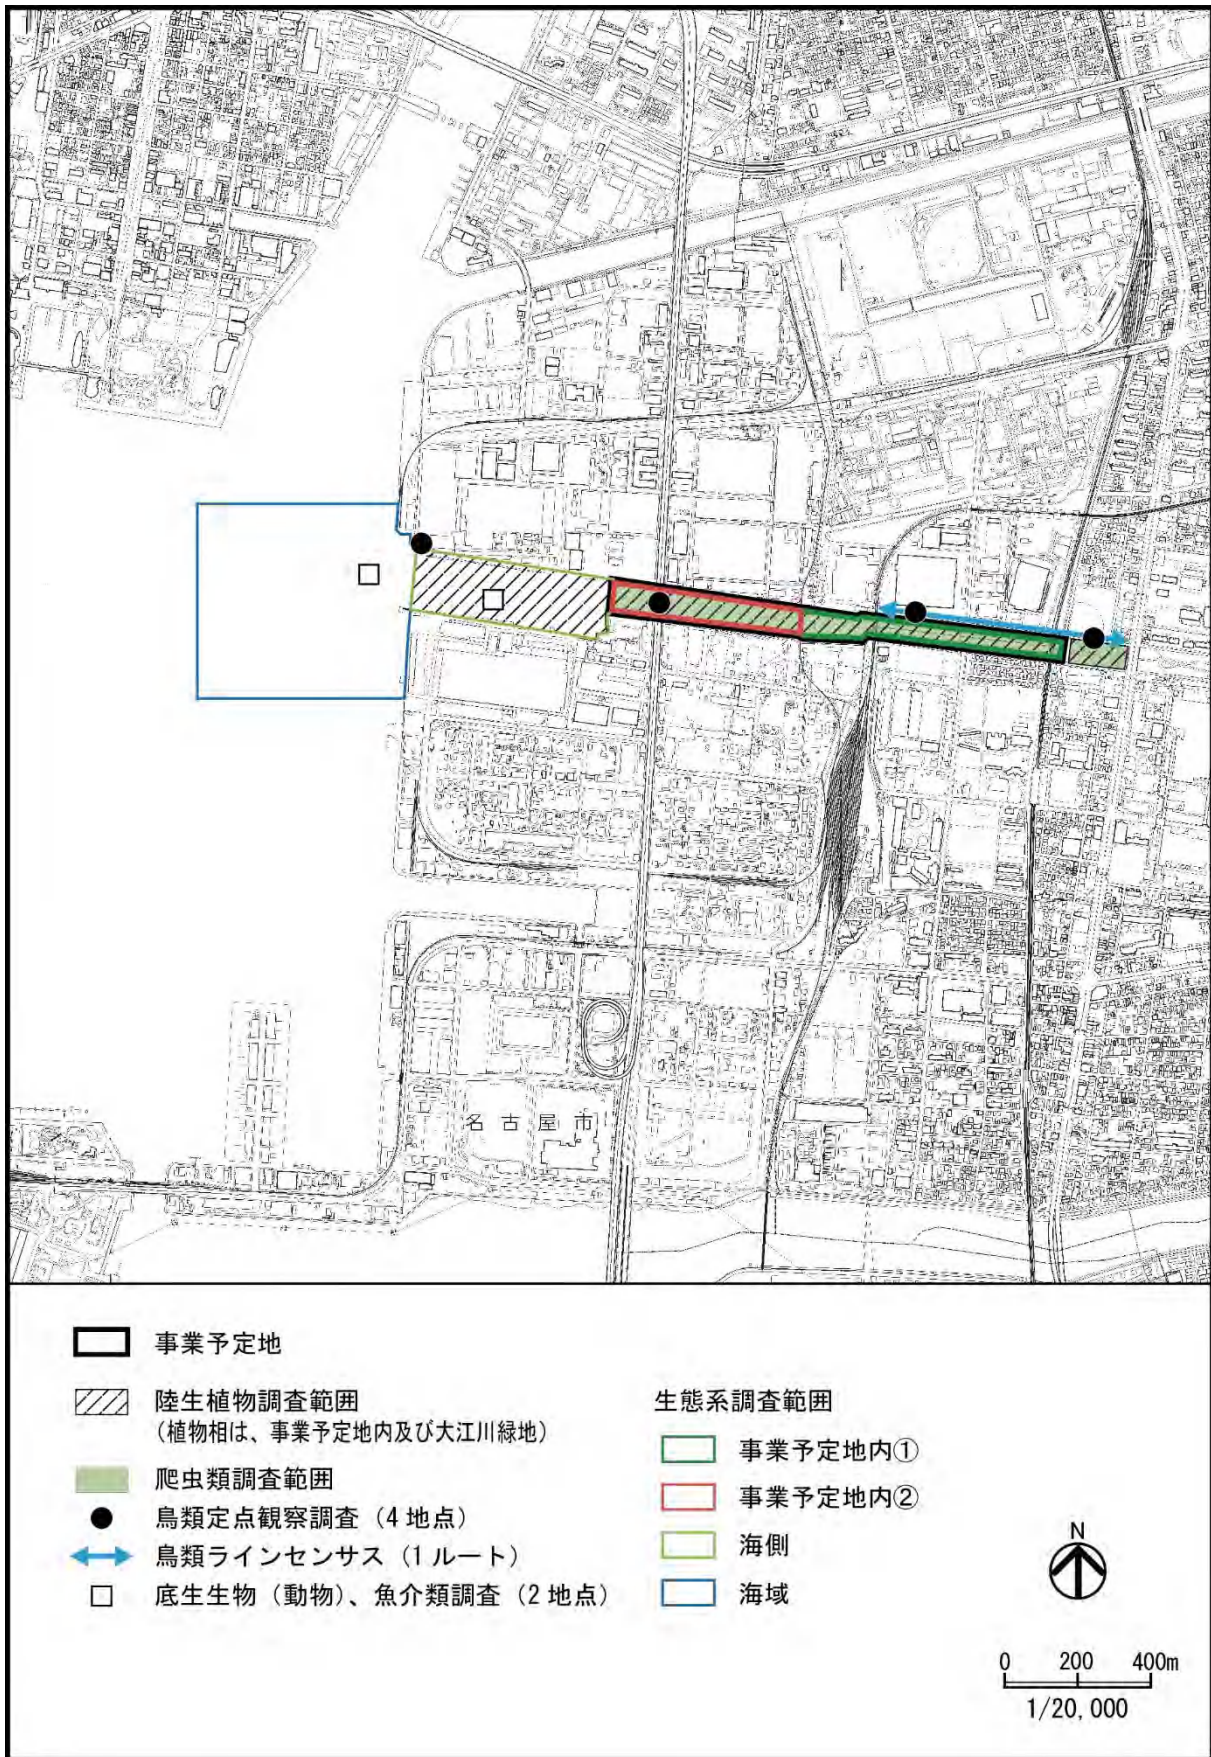 名古屋市
事業予定地
陸生植物調査範囲
（植物相は、事業予定地内及び大江川緑地）
爬虫類調査範囲
鳥類定点観察調査（4地点）
鳥類ラインセンサス（1ルート）
底生生物（動物）、魚介類調査（2地点）
生態系調査範囲
事業予定地内①
事業予定地内②
海側
海域
N
0 200 400m
1/20,000